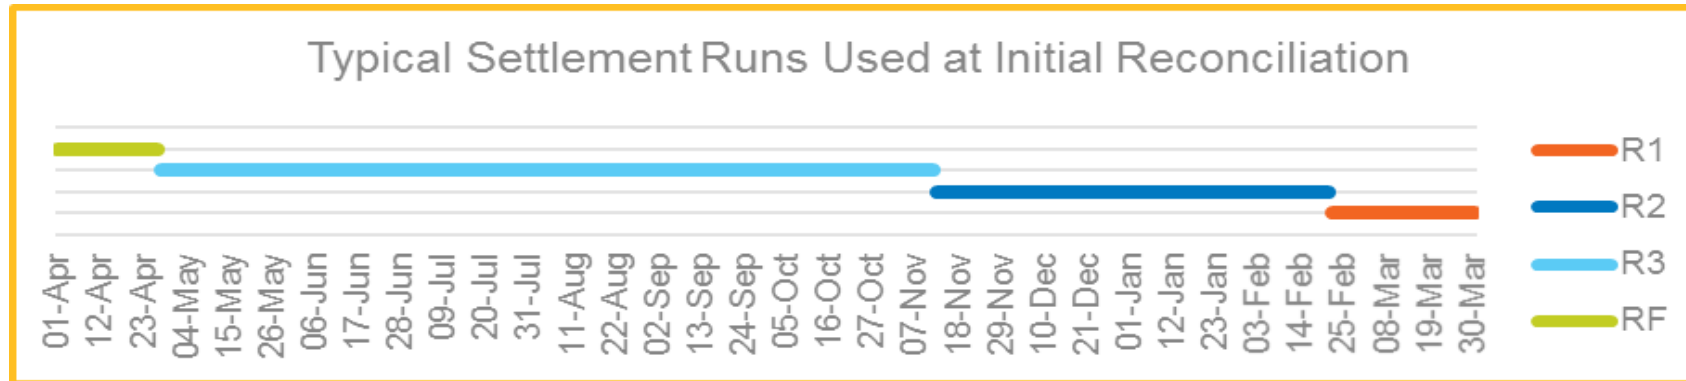 Typical Settlement Runs Used at Initial Reconciliation
R1
R2
R3
RF
01-Apr
12-Apr
23-Apr
04-May
15-May
26-May
06-Jun
17-Jun
28-Jun
09-Jul
20-Jul
31-Jul
11-Aug
22-Aug
02-Sep
13-Sep
24-Sep
05-Oct
16-Oct
27-Oct
07-Nov
18-Nov
29-Nov
10-Dec
21-Dec
01-Jan
12-Jan
23-Jan
03-Feb
14-Feb
25-Feb
08-Mar
19-Mar
30-Mar